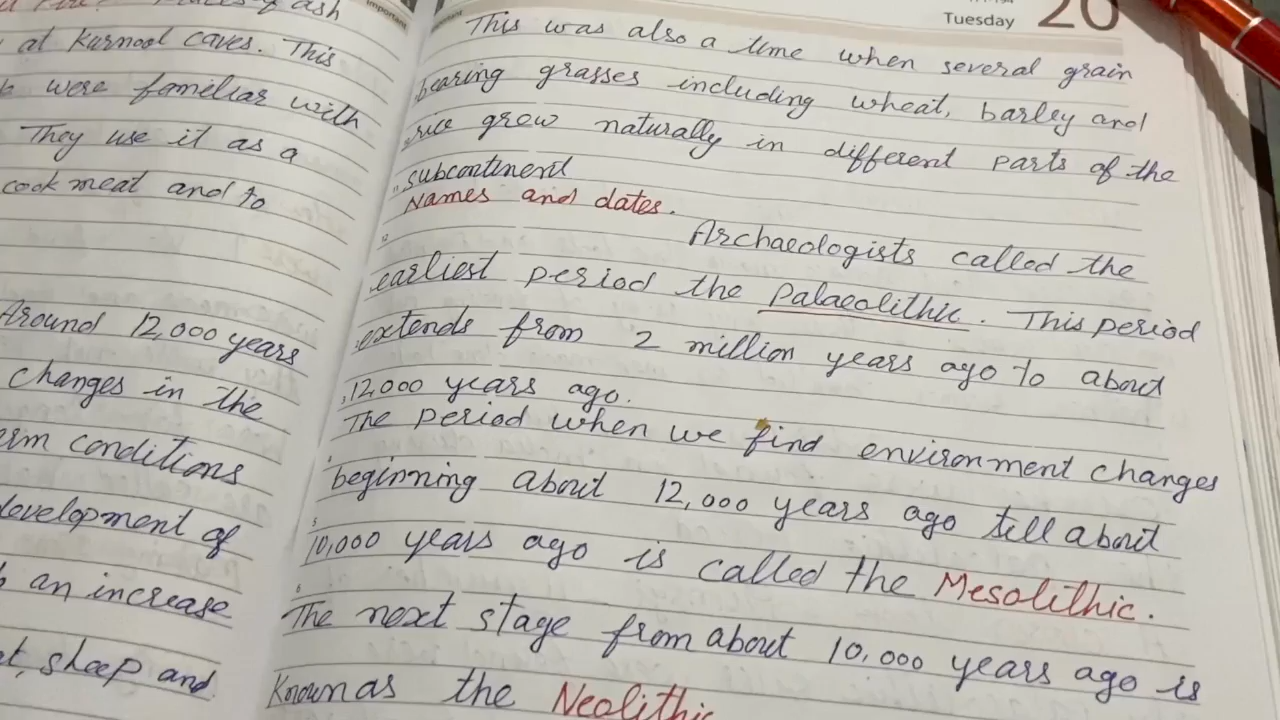 ash
at Kurnool caves. This
were familiar with
They use it as a
cook meat and to
Around 12,000 years
changes in the
conditions
development of
an increase
sheep and
Important
Tuesday
20
This was also a time when several grain
bearing grasses including wheat, barley and
rice grew naturally in different parts of the
subcontinent
Names and dates.
Archaeologists called the
earliest period the Palaeolithic. This period
extends from 2 million years ago to about
12,000 years ago.
The period when we find environment changes
beginning about 12,000 years ago till about
10,000 years ago is called the Mesolithic.
The next stage from about 10,000 years ago is
Known as the Neolithic